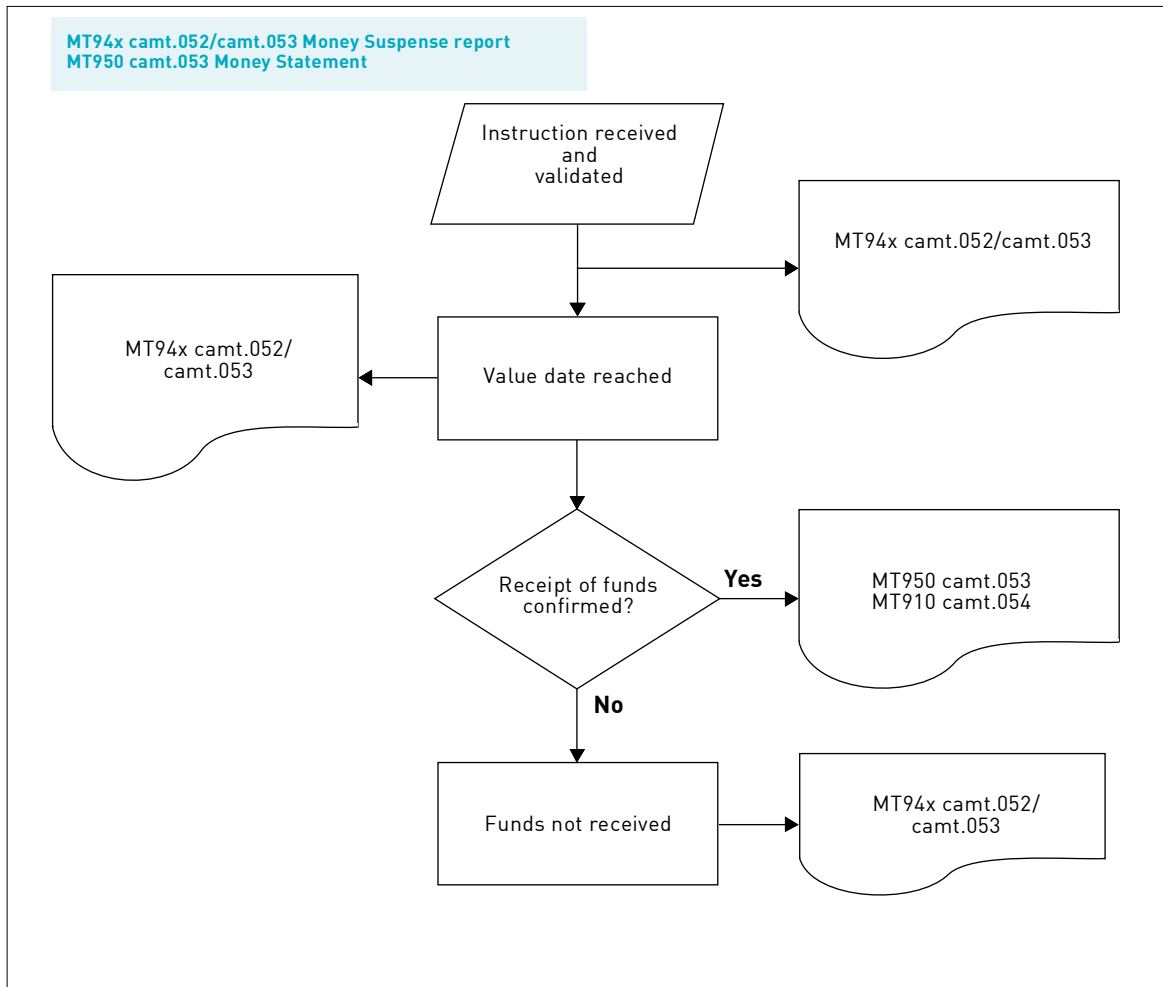 MT94x camt.052/camt.053 Money Suspense report
MT950 camt.053 Money Statement
Instruction received
and
validated
MT94x camt.052/camt.053
MT94x camt.052/
camt.053
Value date reached
Receipt of funds
confirmed?
Yes
MT950 camt.053
MT910 camt.054
No
Funds not received
MT94x camt.052/
camt.053